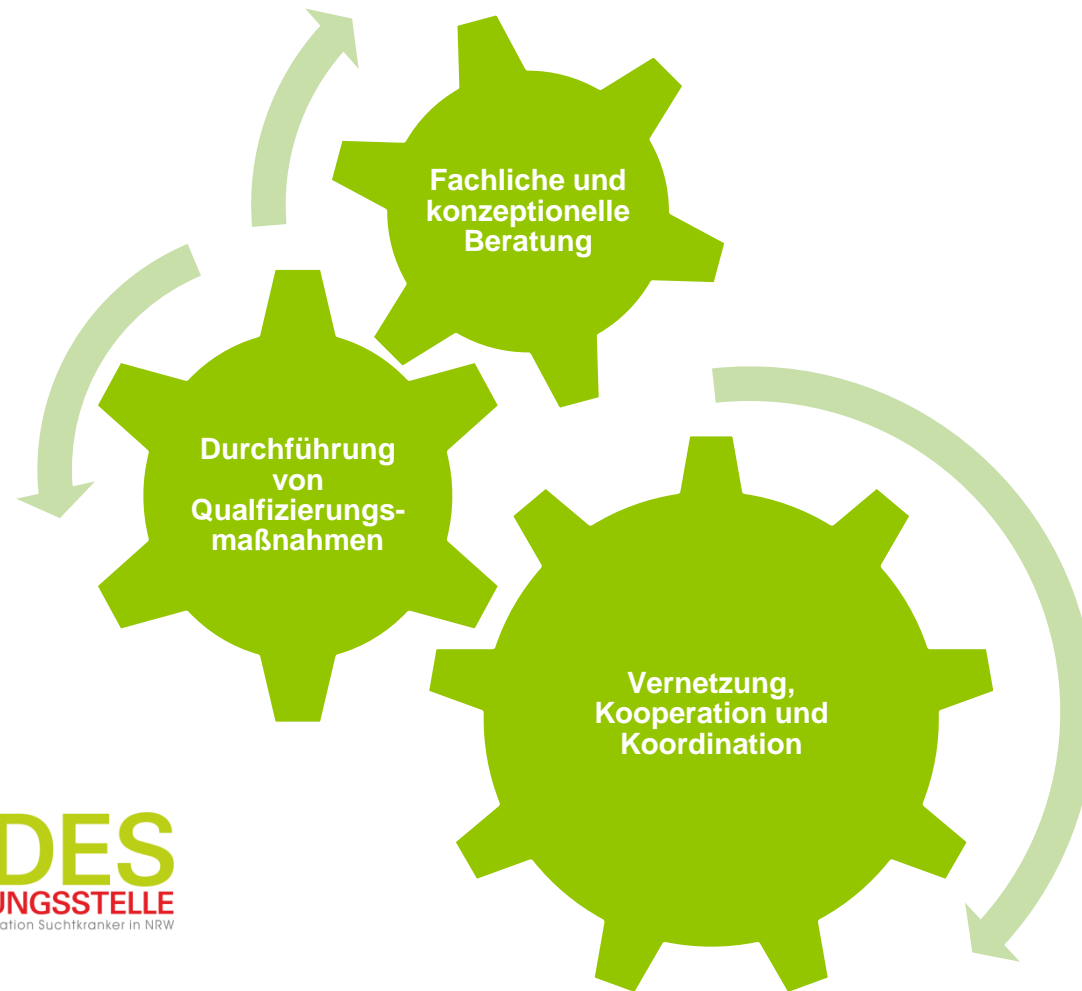 Fachliche und
konzeptionelle
Beratung
Durchführung
von
Qualfizierungs-
maßnahmen
Vernetzung,
Kooperation und
Koordination
DES
UNGSSTELLE
ation Suchtkranker in NRW